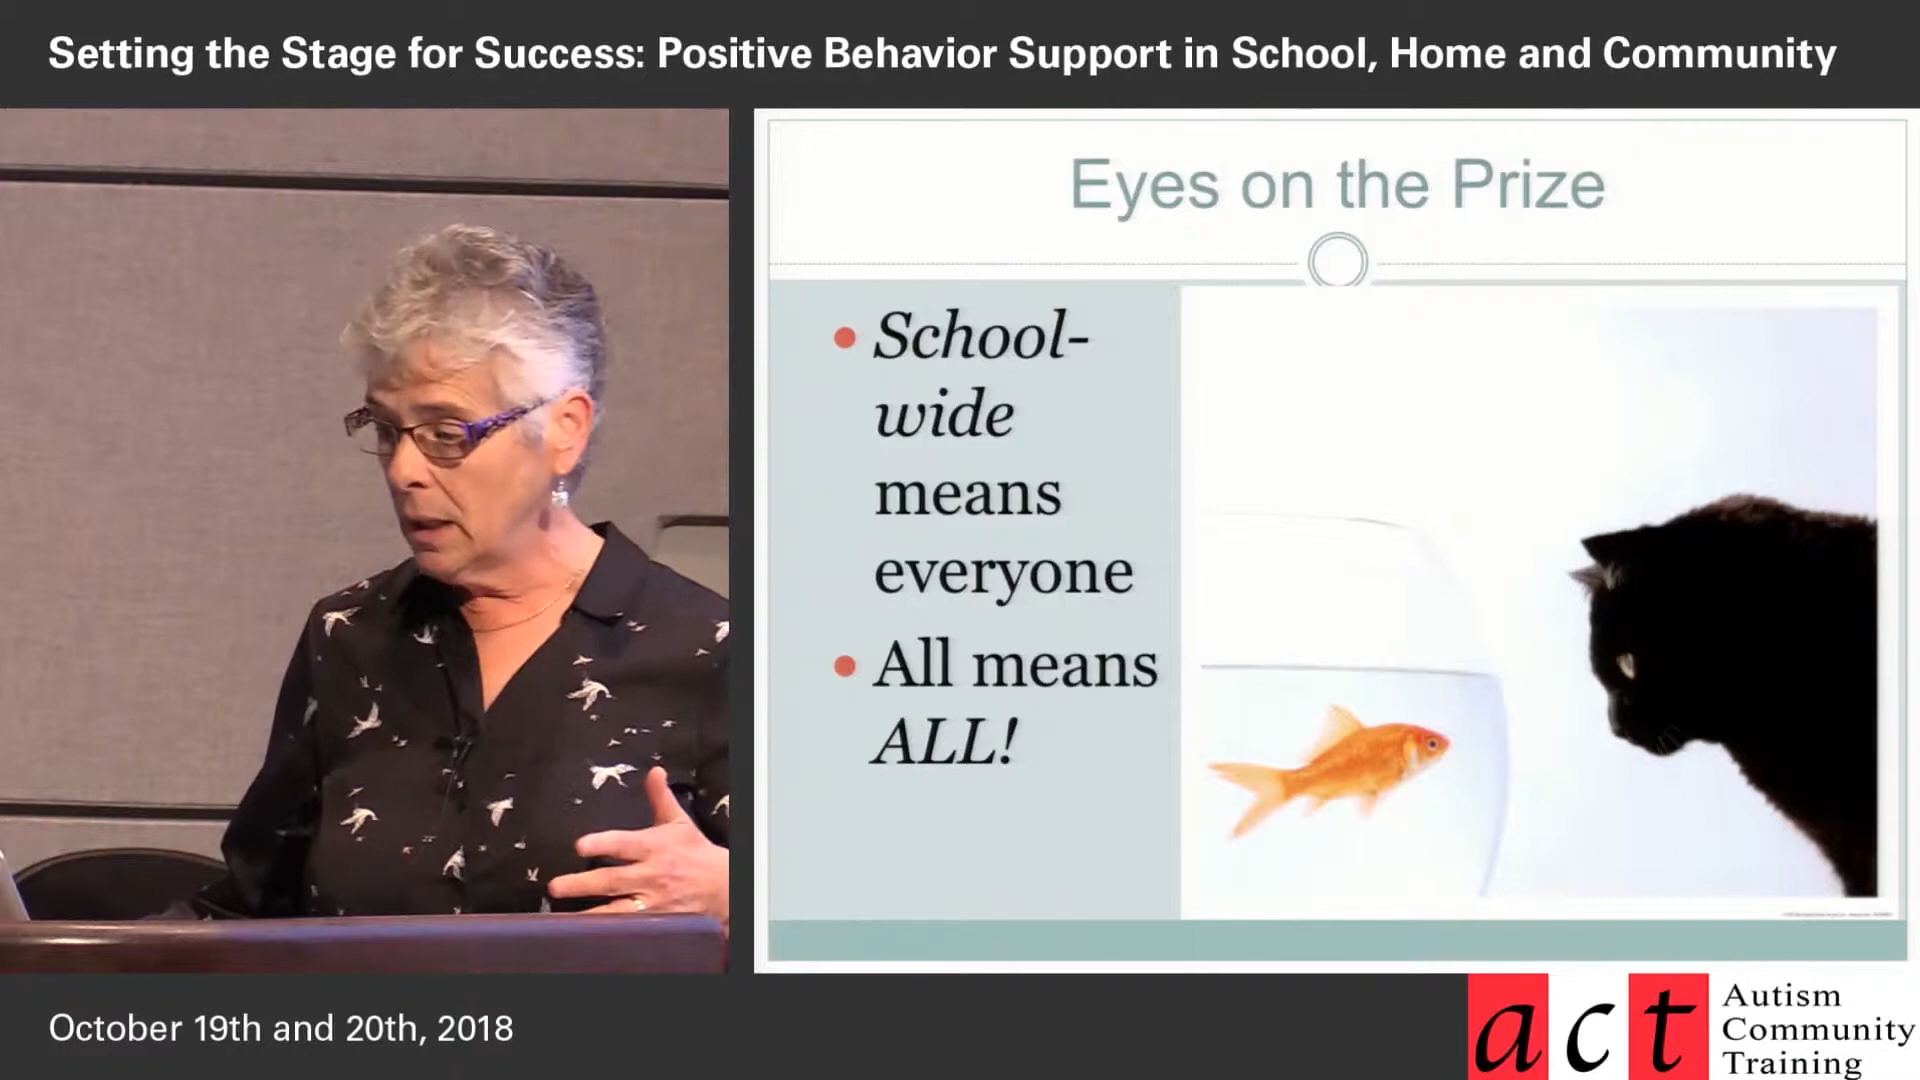 Setting the Stage for Success: Positive Behavior Support in School, Home and Community
Eyes on the Prize
School-
wide
means
everyone
All means
ALL!
October 19th and 20th, 2018
act
Autism
Community
Training